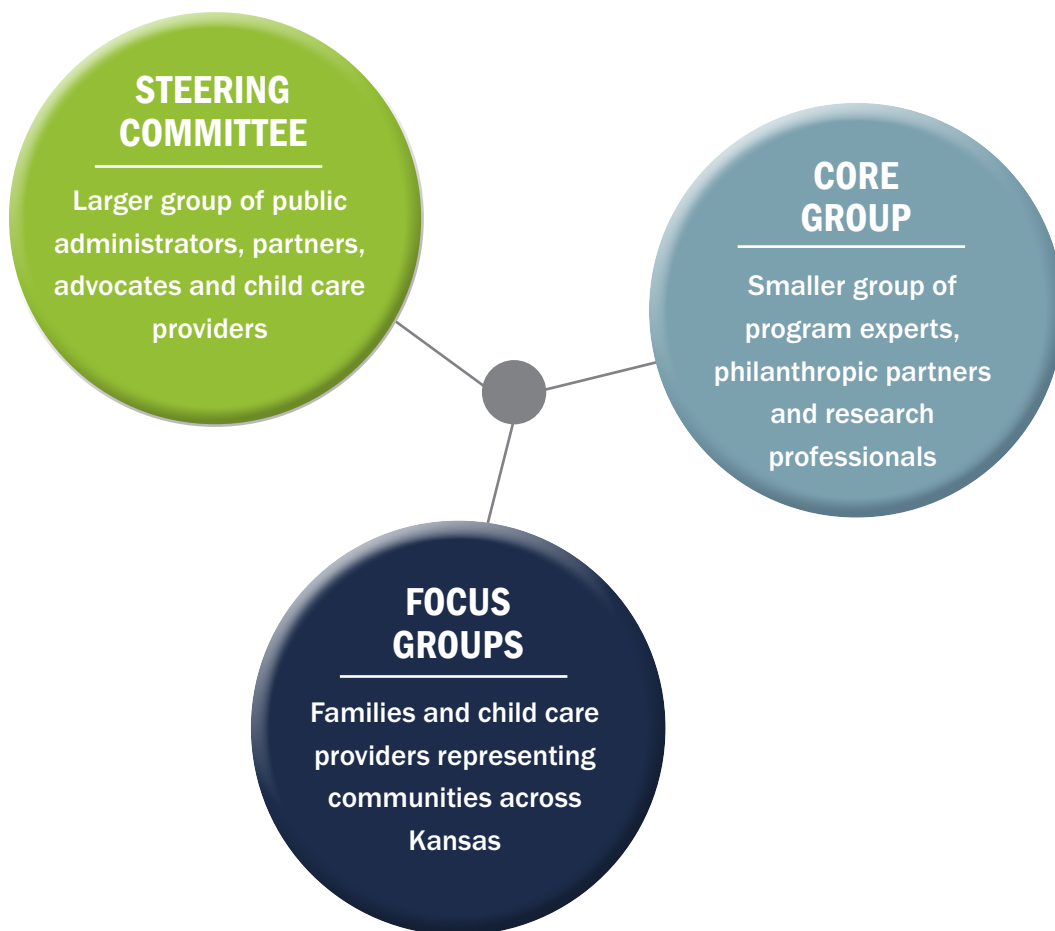 STEERING
COMMITTEE
Larger group of public
administrators, partners,
advocates and child care
providers
CORE
GROUP
Smaller group of
program experts,
philanthropic partners
and research
professionals
FOCUS
GROUPS
Families and child care
providers representing
communities across
Kansas